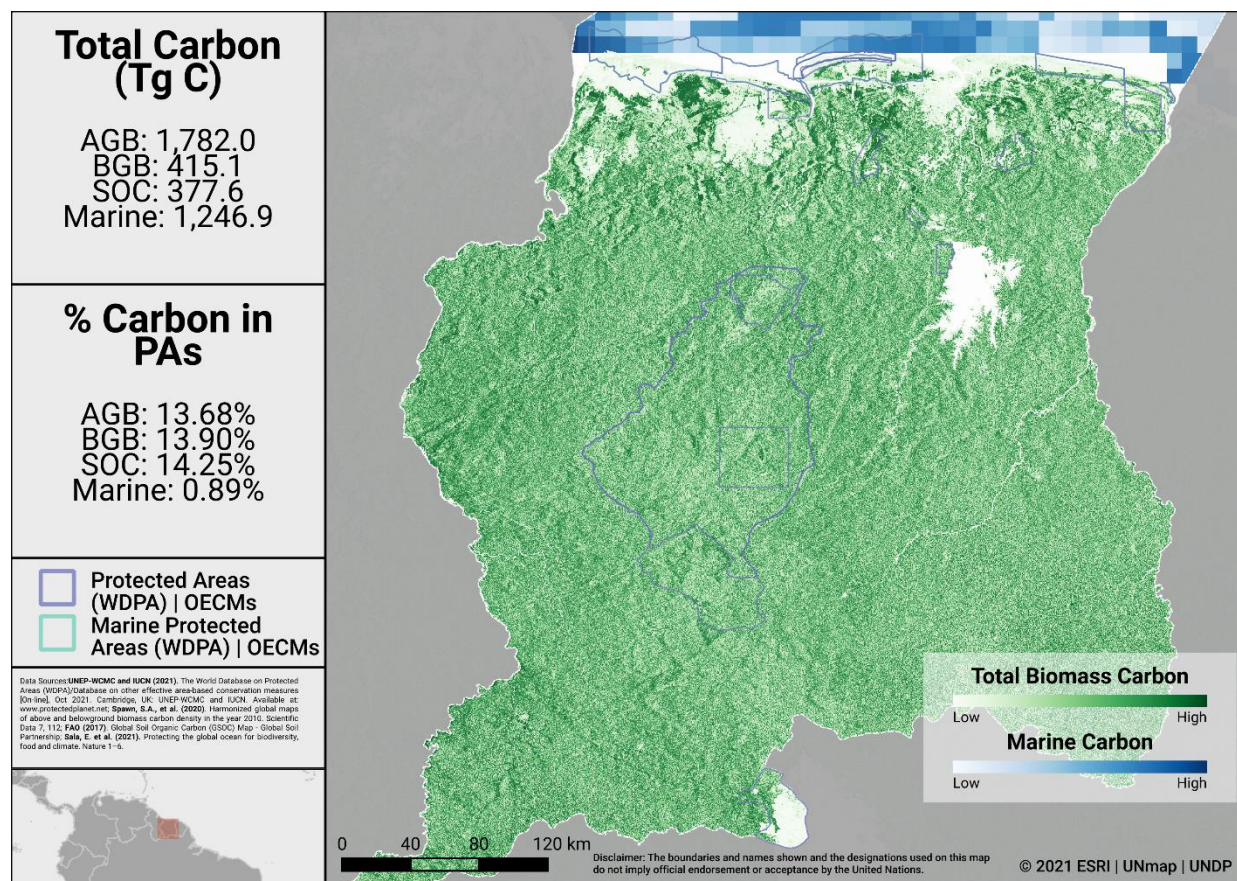 Total Carbon
(Tg C)
AGB: 1,782.0
BGB: 415.1
SOC: 377.6
Marine: 1,246.9
% Carbon in
PAs
AGB: 13.68%
BGB: 13.90%
SOC: 14.25%
Marine: 0.89%
Protected Areas
(WDPA) | OECMs
Marine Protected
Areas (WDPA) | OECMs
Data Sources:UNEP-WCMC and IUCN (2021). The World Database on Protected
Areas (WDPA)/Database on other effective area-based conservation measures
[On-line], Oct 2021. Cambridge, UK: UNEP-WCMC and IUCN. Available at:
www.protectedplanet.net; Spawn, S.A., et al. (2020). Harmonized global maps
of above and belowground biomass carbon density in the year 2010. Scientific
Data 7, 112; FAO (2017). Global Soil Organic Carbon (GSOC) Map - Global Soil
Partnership; Sala, E. et al. (2021). Protecting the global ocean for biodiversity,
food and climate. Nature 1–6.
Total Biomass Carbon
Low High
Marine Carbon
Low High
0 40 80 120 km
Disclaimer: The boundaries and names shown and the designations used on this map
do not imply official endorsement or acceptance by the United Nations.
© 2021 ESRI | UNmap | UNDP